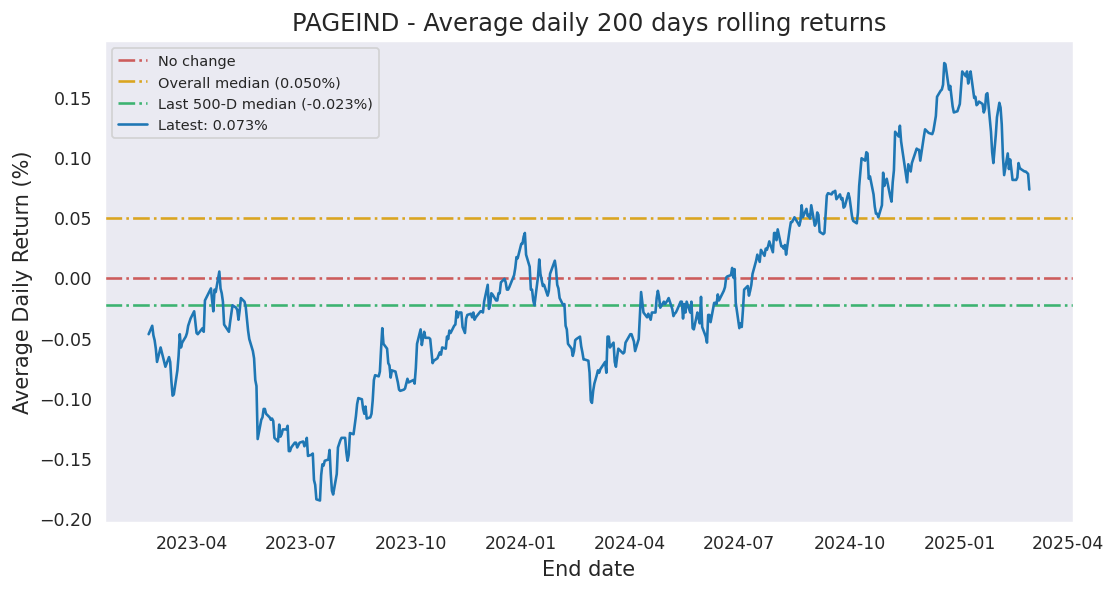 PAGEIND - Average daily 200 days rolling returns
No change
Overall median (0.050%)
Last 500-D median (-0.023%)
Latest: 0.073%
Average Daily Return (%)
0.15
0.10
0.05
0.00
−0.05
−0.10
−0.15
−0.20
2023-04 2023-07 2023-10 2024-01 2024-04 2024-07 2024-10 2025-01 2025-04
End date